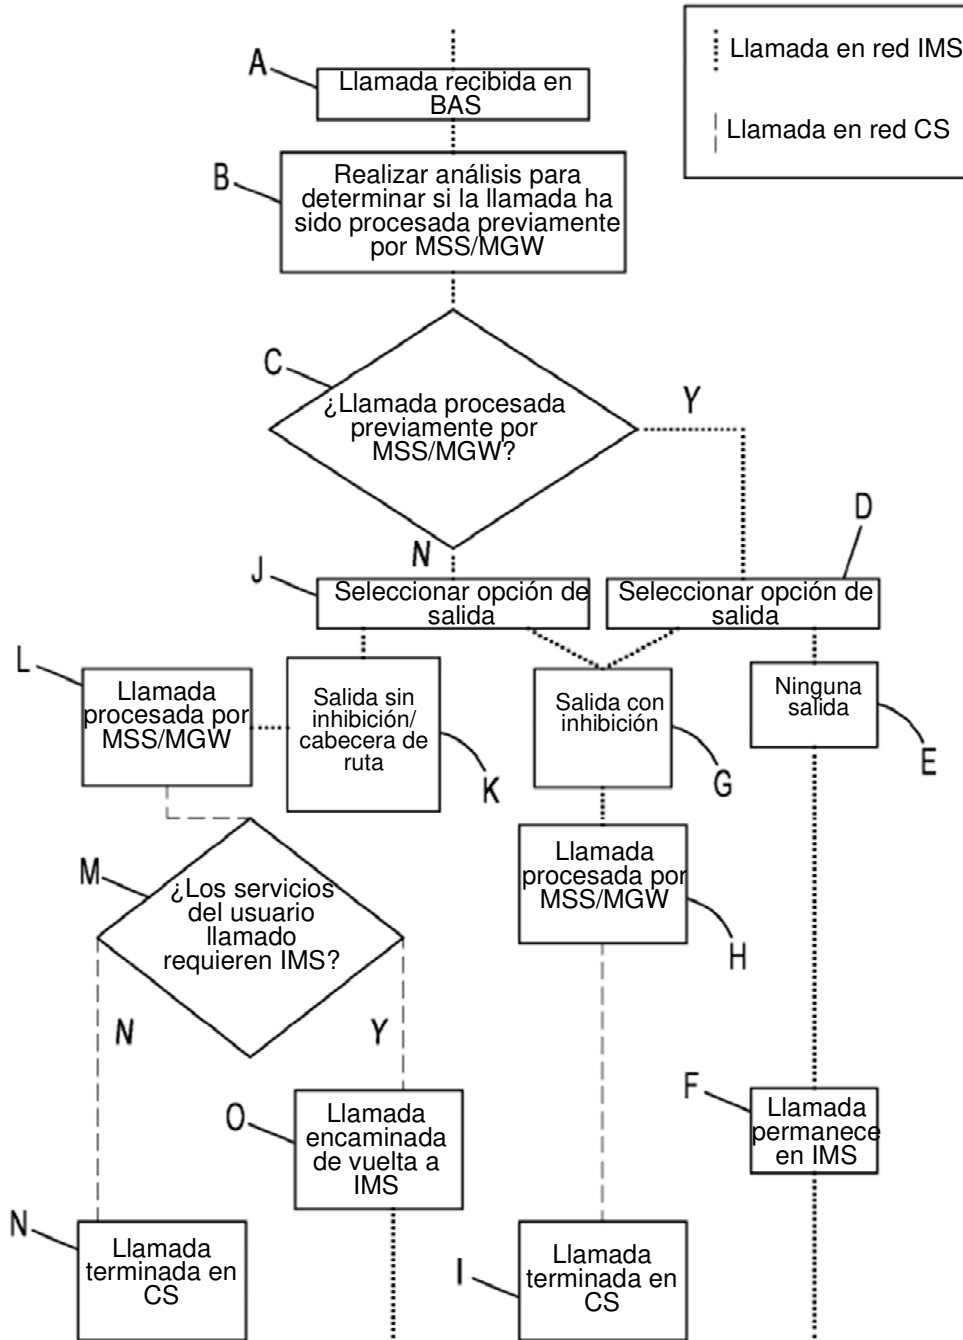 Llamada en red IMS
Llamada en red CS
A
Llamada recibida en
BAS
B
Realizar análisis para
determinar si la llamada ha
sido procesada previamente
por MSS/MGW
C
¿Llamada procesada
previamente por
MSS/MGW?
Y
N
D
J
Seleccionar opción de
salida
Seleccionar opción de
salida
L
Llamada
procesada por
MSS/MGW
Salida sin
inhibición/
cabecera de
ruta
K
Salida con
inhibición
G
Ninguna
salida
E
M
¿Los servicios
del usuario
llamado
requieren IMS?
Llamada
procesada por
MSS/MGW
H
N
Y
O
Llamada
encaminada
de vuelta a
IMS
F
Llamada
permanece
en IMS
N
Llamada
terminada en
CS
I
Llamada
terminada en
CS